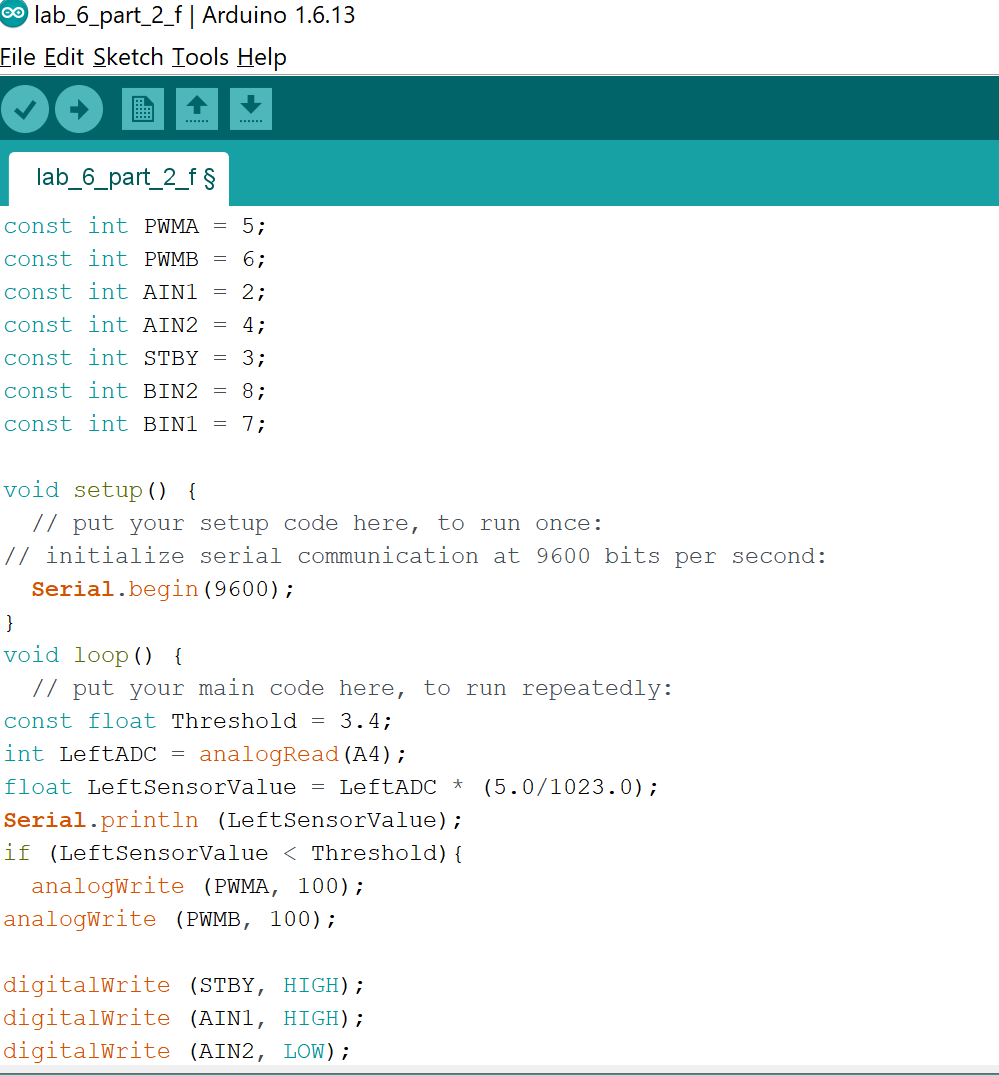 lab_6_part_2_f | Arduino 1.6.13
File Edit Sketch Tools Help
lab_6_part_2_f §
const int PWMA = 5;
const int PWMB = 6;
const int AIN1 = 2;
const int AIN2 = 4;
const int STBY = 3;
const int BIN2 = 8;
const int BIN1 = 7;
void setup() {
// put your setup code here, to run once:
// initialize serial communication at 9600 bits per second:
Serial.begin(9600);
}
void loop() {
// put your main code here, to run repeatedly:
const float Threshold = 3.4;
int LeftADC = analogRead(A4);
float LeftSensorValue = LeftADC * (5.0/1023.0);
Serial.println (LeftSensorValue);
if (LeftSensorValue < Threshold){
analogWrite (PWMA, 100);
analogWrite (PWMB, 100);
digitalWrite (STBY, HIGH);
digitalWrite (AIN1, HIGH);
digitalWrite (AIN2, LOW);